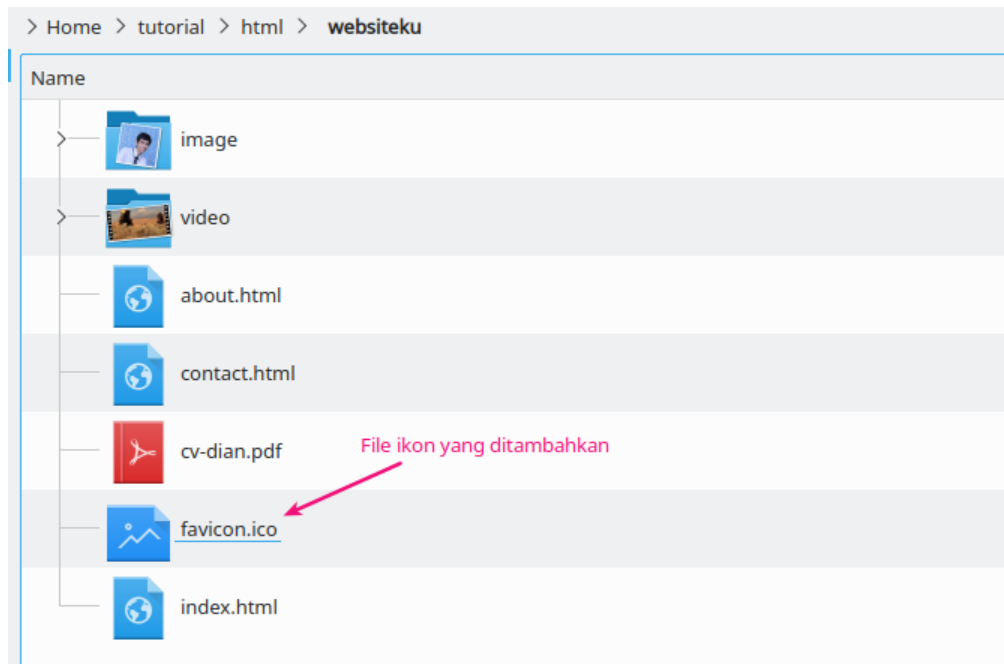 > Home > tutorial > html > websiteku
Name
image
video
about.html
contact.html
cv-dian.pdf
File ikon yang ditambahkan
favicon.ico
index.html